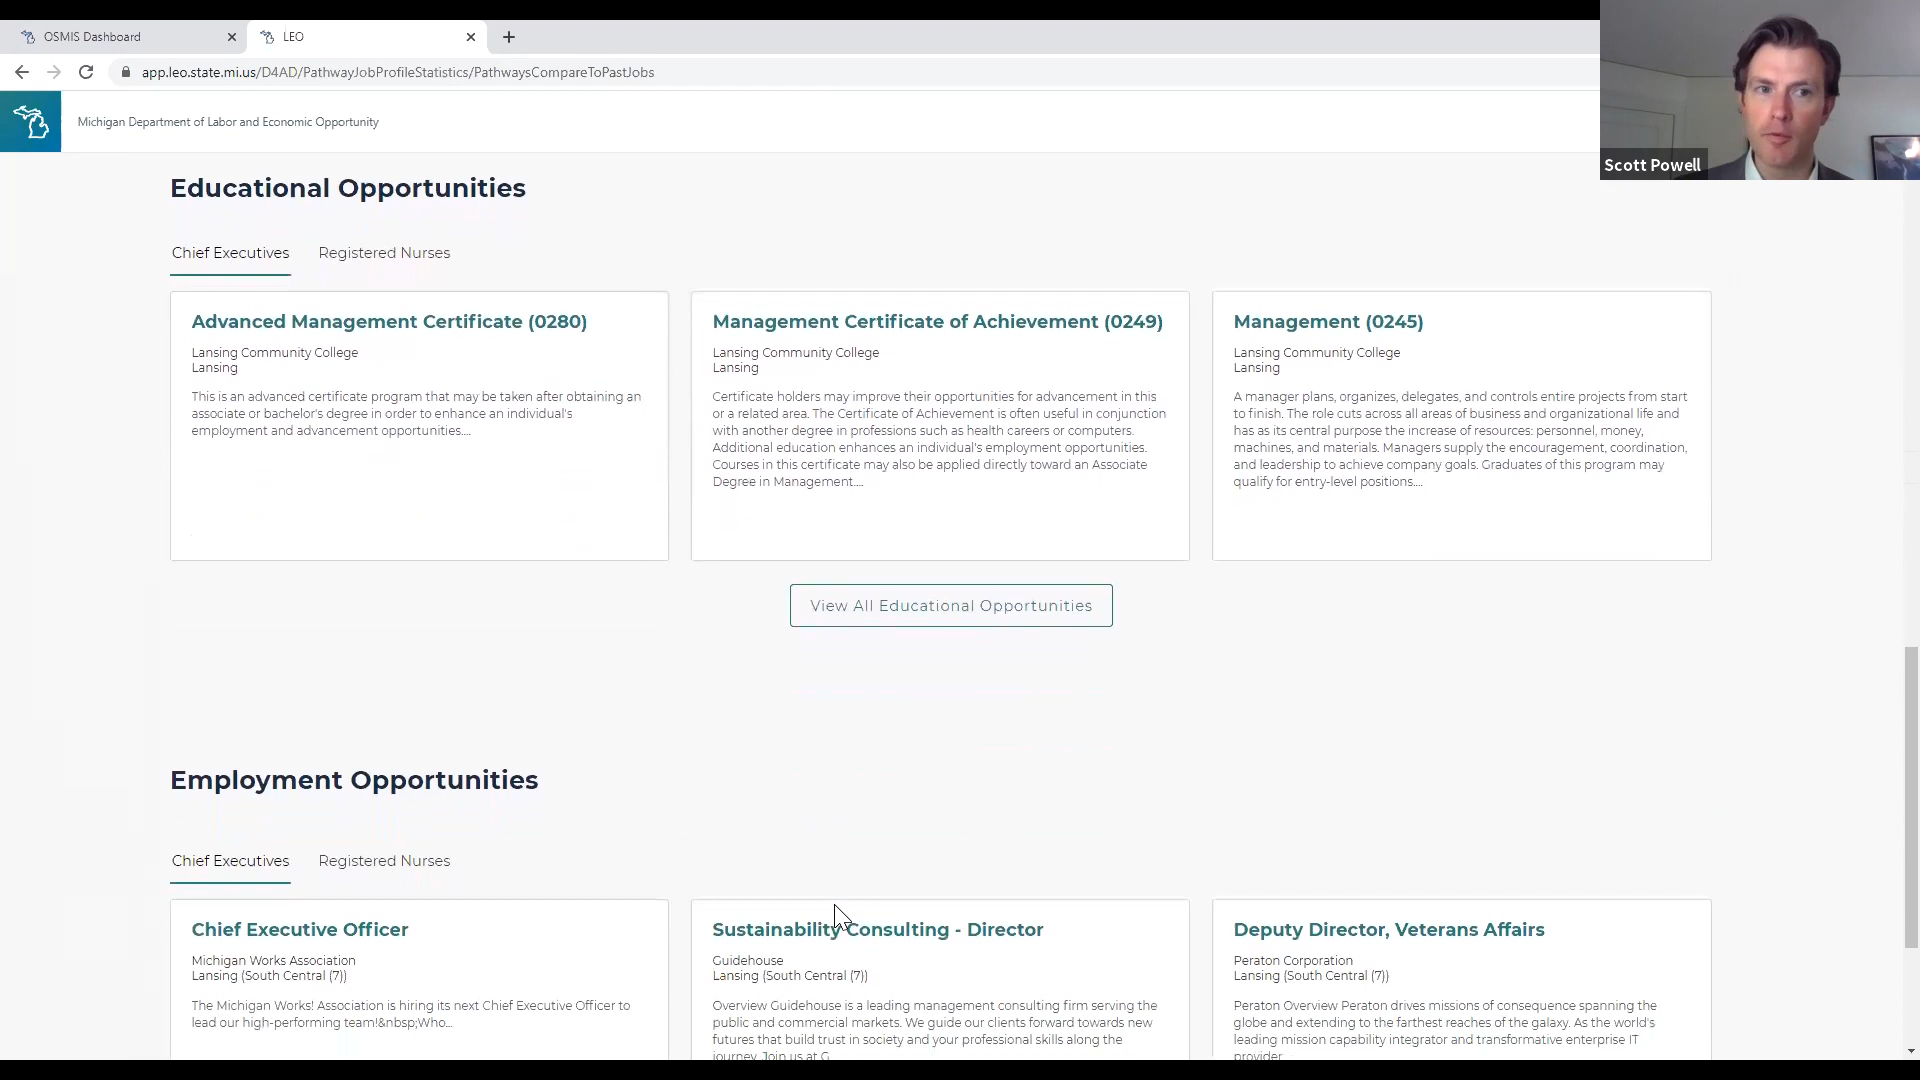 OSMIS Dashboard
LEO
app.leo.state.mi.us/D4AD/PathwayJobProfileStatistics/PathwaysCompareToPastJobs
Michigan Department of Labor and Economic Opportunity
Scott Powell
Educational Opportunities
Chief Executives
Registered Nurses
Advanced Management Certificate (0280)
Lansing Community College
Lansing
This is an advanced certificate program that may be taken after obtaining an
associate or bachelor's degree in order to enhance an individual's
employment and advancement opportunities....
Management Certificate of Achievement (0249)
Lansing Community College
Lansing
Certificate holders may improve their opportunities for advancement in this
or a related area. The Certificate of Achievement is often useful in conjunction
with another degree in professions such as health careers or computers.
Additional education enhances an individual's employment opportunities.
Courses in this certificate may also be applied directly toward an Associate
Degree in Management....
Management (0245)
Lansing Community College
Lansing
A manager plans, organizes, delegates, and controls entire projects from start
to finish. The role cuts across all areas of business and organizational life and
has as its central purpose the increase of resources: personnel, money,
machines, and materials. Managers supply the encouragement, coordination,
and leadership to achieve company goals. Graduates of this program may
qualify for entry-level positions....
View All Educational Opportunities
Employment Opportunities
Chief Executives
Registered Nurses
Chief Executive Officer
Michigan Works Association
Lansing (South Central (7))
The Michigan Works! Association is hiring its next Chief Executive Officer to
lead our high-performing team!&nbsp;Who...
Sustainability Consulting - Director
Guidehouse
Lansing (South Central (7))
Overview Guidehouse is a leading management consulting firm serving the
public and commercial markets. We guide our clients forward towards new
futures that build trust in society and your professional skills along the
journey. Join us at G
Deputy Director, Veterans Affairs
Peraton Corporation
Lansing (South Central (7))
Peraton Overview Peraton drives missions of consequence spanning the
globe and extending to the farthest reaches of the galaxy. As the world's
leading mission capability integrator and transformative enterprise IT
provider